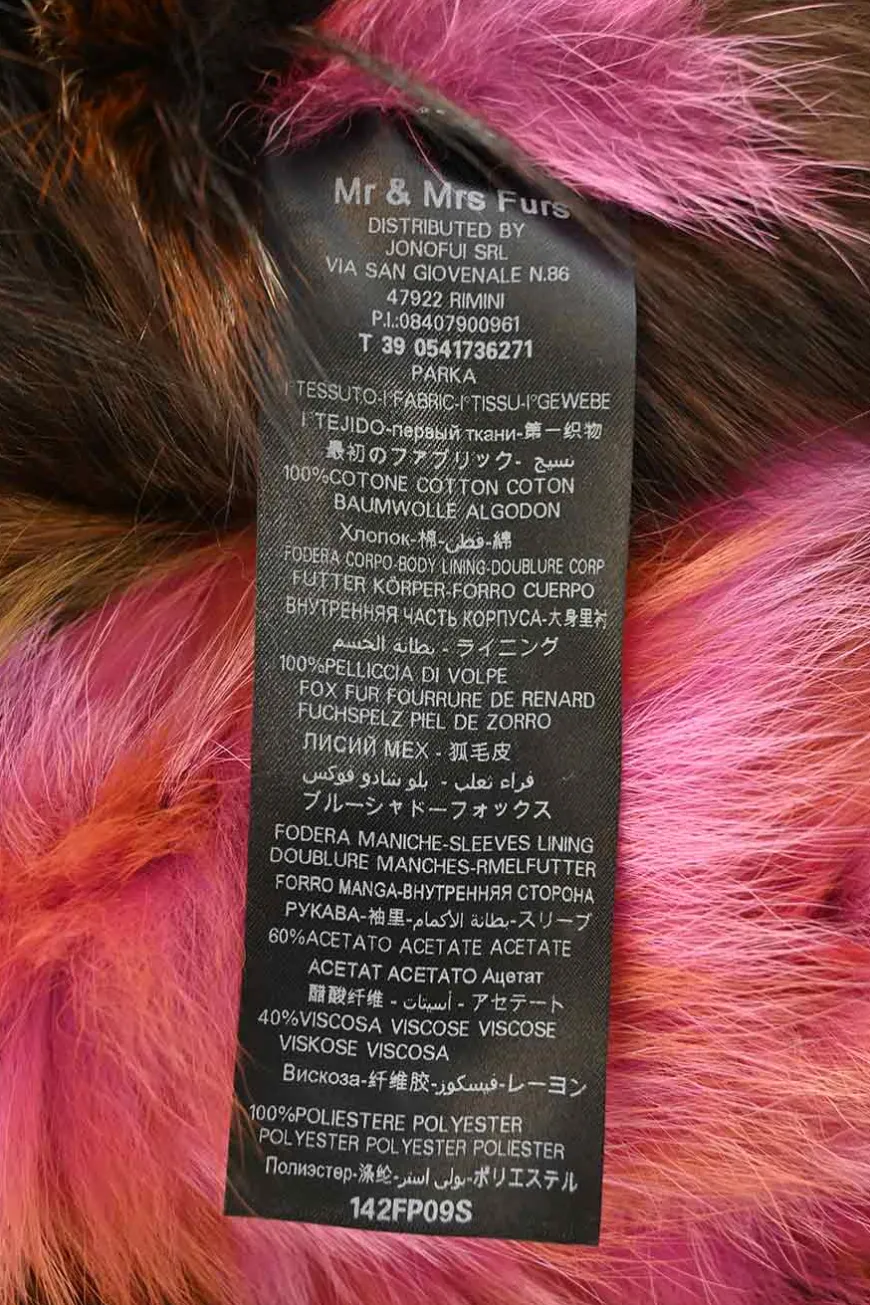 Mr & Mrs Furs
DISTRIBUTED BY
JONOFUI SRL
VIA SAN GIOVENALE N.86
47922 RIMINI
P.I.:08407900961
T 39 0541736271
PARKA
I°TESSUTO-I°FABRIC-I°TISSU-I°GEWEBE
I°TEJIDO-первый ткани-第一织物
最初のファブリック- نسيج
100%COTONE COTTON COTON
BAUMWOLLE ALGODON
Хлопок-棉-قطن-綿
FODERA CORPO-BODY LINING-DOUBLURE CORP
FUTTER KÖRPER-FORRO CUERPO
ВНУТРЕННЯЯ ЧАСТЬ КОРПУСА-大身里衬
بطانه الجسم - ライニング
100%PELLICCIA DI VOLPE
FOX FUR FOURRURE DE RENARD
FUCHSPELZ PIEL DE ZORRO
ЛИСИЙ МЕХ - 狐毛皮
فراء ثعلب - بلو شادو فوكس
ブルーシャドーフォックス
FODERA MANICHE-SLEEVES LINING
DOUBLURE MANCHES-RMELFUTTER
FORRO MANGA-ВНУТРЕННЯЯ СТОРОНА
РУКАВА-袖里-بطانة الأكمام-スリーブ
60%ACETATO ACETATE ACETATE
ACETAT ACETATO Ацетат
醋酸纤维 - أسيتات - アセテート
40%VISCOSA VISCOSE VISCOSE
VISKOSE VISCOSA
Вискоза-纤维胶-فيسكوز-レーヨン
100%POLIESTERE POLYESTER
POLYESTER POLYESTER POLIESTER
Полиэстер-涤纶-بولي استر-ポリエステル
142FP09S